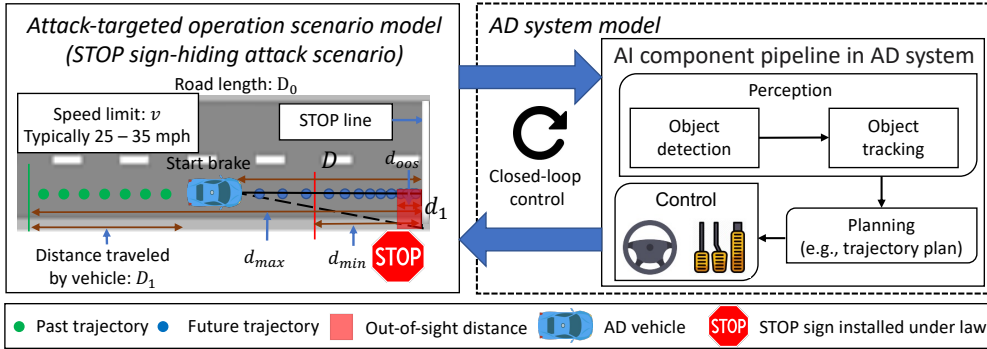 Attack-targeted operation scenario model
(STOP sign-hiding attack scenario)
Road length: D₀
Speed limit: v
Typically 25 – 35 mph
STOP line
Start brake
D
d_oos
d₁
d_max
d_min
STOP
Distance traveled
by vehicle: D₁
Closed-loop
control
AD system model
AI component pipeline in AD system
Perception
Object
detection
Object
tracking
Control
Planning
(e.g., trajectory plan)
Past trajectory
Future trajectory
Out-of-sight distance
AD vehicle
STOP
STOP sign installed under law